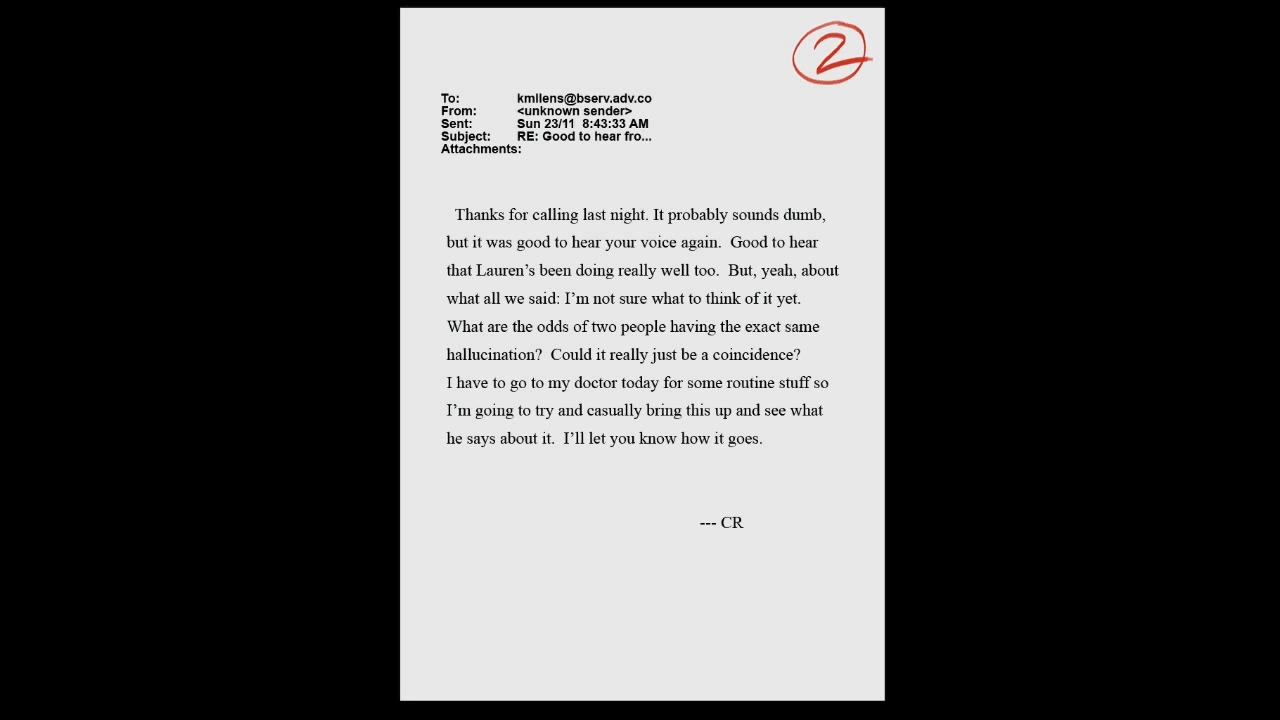 2
To: kmllens@bserv.adv.co
From: <unknown sender>
Sent: Sun 23/11 8:43:33 AM
Subject: RE: Good to hear fro...
Attachments:
Thanks for calling last night. It probably sounds dumb,
but it was good to hear your voice again. Good to hear
that Lauren’s been doing really well too. But, yeah, about
what all we said: I’m not sure what to think of it yet.
What are the odds of two people having the exact same
hallucination? Could it really just be a coincidence?
I have to go to my doctor today for some routine stuff so
I’m going to try and casually bring this up and see what
he says about it. I’ll let you know how it goes.
--- CR